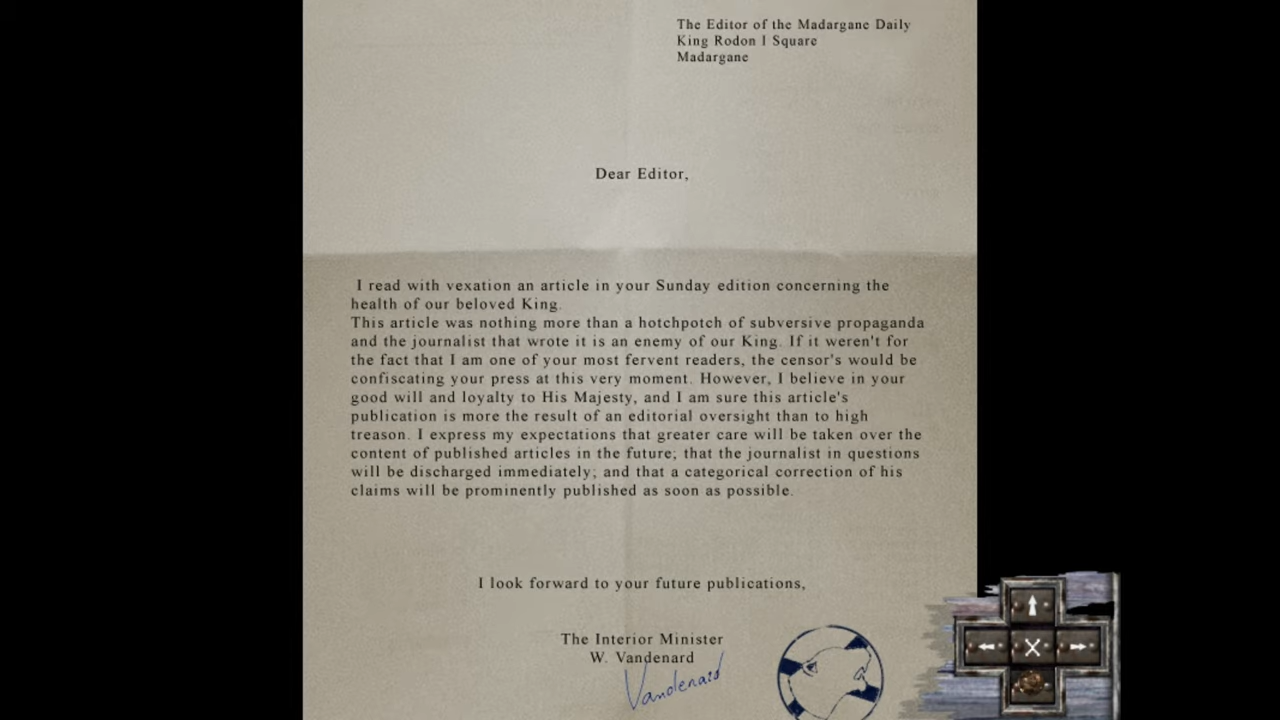 The Editor of the Madargane Daily
King Rodon I Square
Madargane
Dear Editor,
I read with vexation an article in your Sunday edition concerning the
health of our beloved King.
This article was nothing more than a hotchpotch of subversive propaganda
and the journalist that wrote it is an enemy of our King. If it weren't for
the fact that I am one of your most fervent readers, the censor's would be
confiscating your press at this very moment. However, I believe in your
good will and loyalty to His Majesty, and I am sure this article's
publication is more the result of an editorial oversight than to high
treason. I express my expectations that greater care will be taken over the
content of published articles in the future; that the journalist in questions
will be discharged immediately; and that a categorical correction of his
claims will be prominently published as soon as possible.
I look forward to your future publications,
The Interior Minister
W. Vandenard
Vandenard